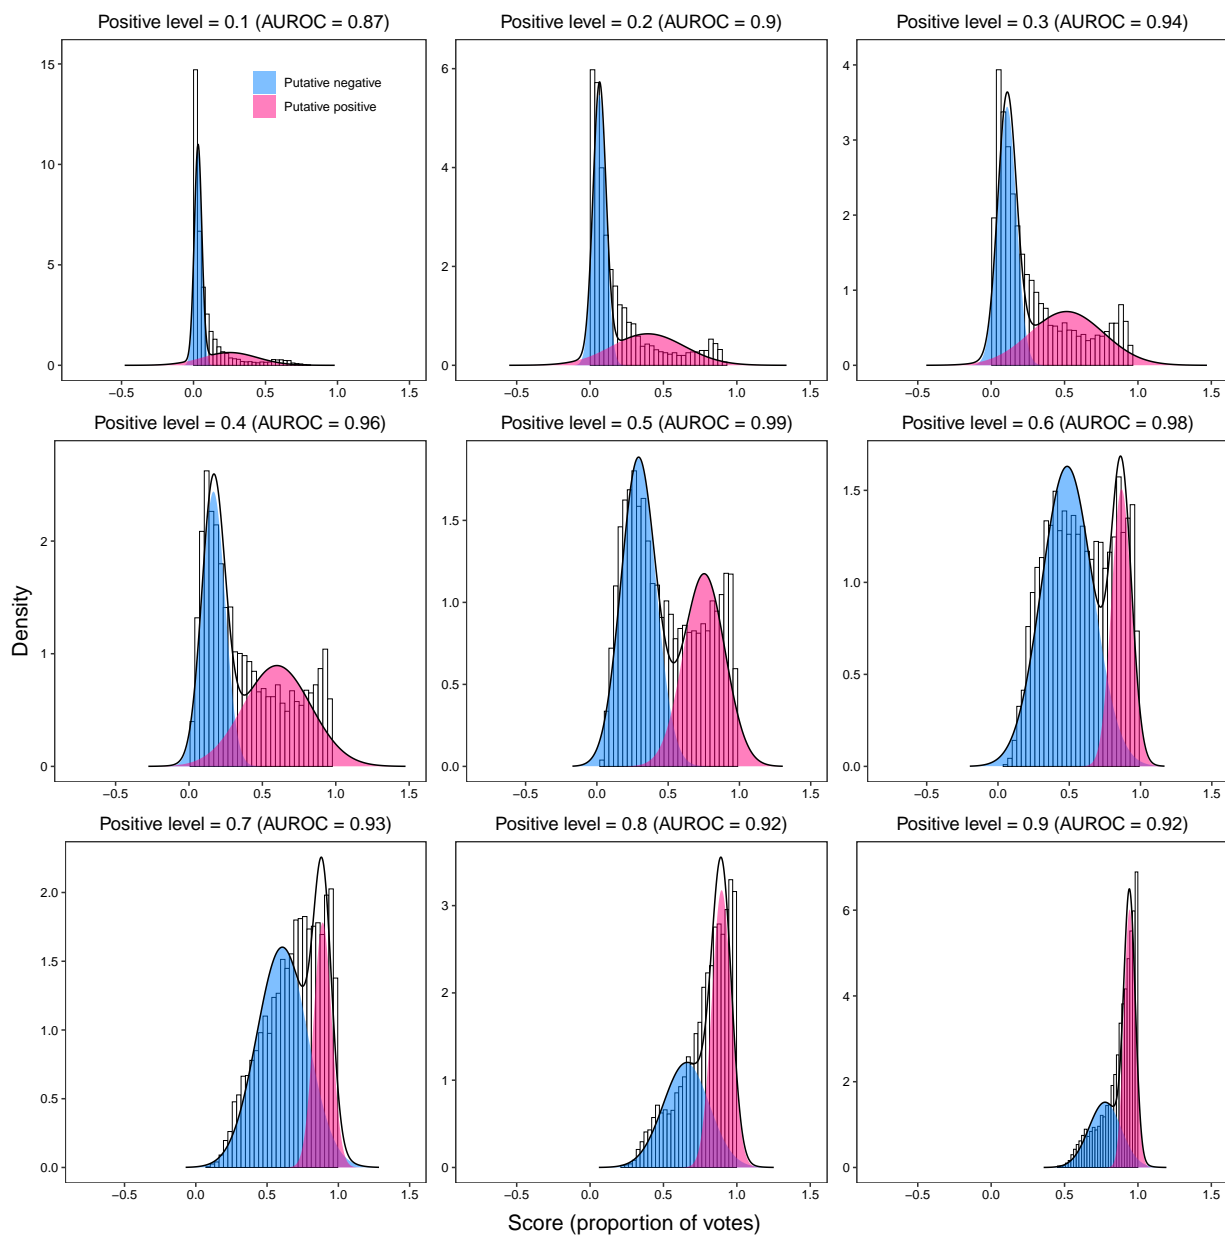 Positive level = 0.1 (AUROC = 0.87)
Positive level = 0.2 (AUROC = 0.9)
Positive level = 0.3 (AUROC = 0.94)
15
10
5
0
−0.5 0.0 0.5 1.0 1.5
Putative negative
Putative positive
6
4
2
0
−0.5 0.0 0.5 1.0 1.5
4
3
2
1
0
−0.5 0.0 0.5 1.0 1.5
Positive level = 0.4 (AUROC = 0.96)
Positive level = 0.5 (AUROC = 0.99)
Positive level = 0.6 (AUROC = 0.98)
Density
2
1
0
−0.5 0.0 0.5 1.0 1.5
1.5
1.0
0.5
0.0
−0.5 0.0 0.5 1.0 1.5
1.5
1.0
0.5
0.0
−0.5 0.0 0.5 1.0 1.5
Positive level = 0.7 (AUROC = 0.93)
Positive level = 0.8 (AUROC = 0.92)
Positive level = 0.9 (AUROC = 0.92)
2.0
1.5
1.0
0.5
0.0
−0.5 0.0 0.5 1.0 1.5
3
2
1
0
−0.5 0.0 0.5 1.0 1.5
6
4
2
0
−0.5 0.0 0.5 1.0 1.5
Score (proportion of votes)